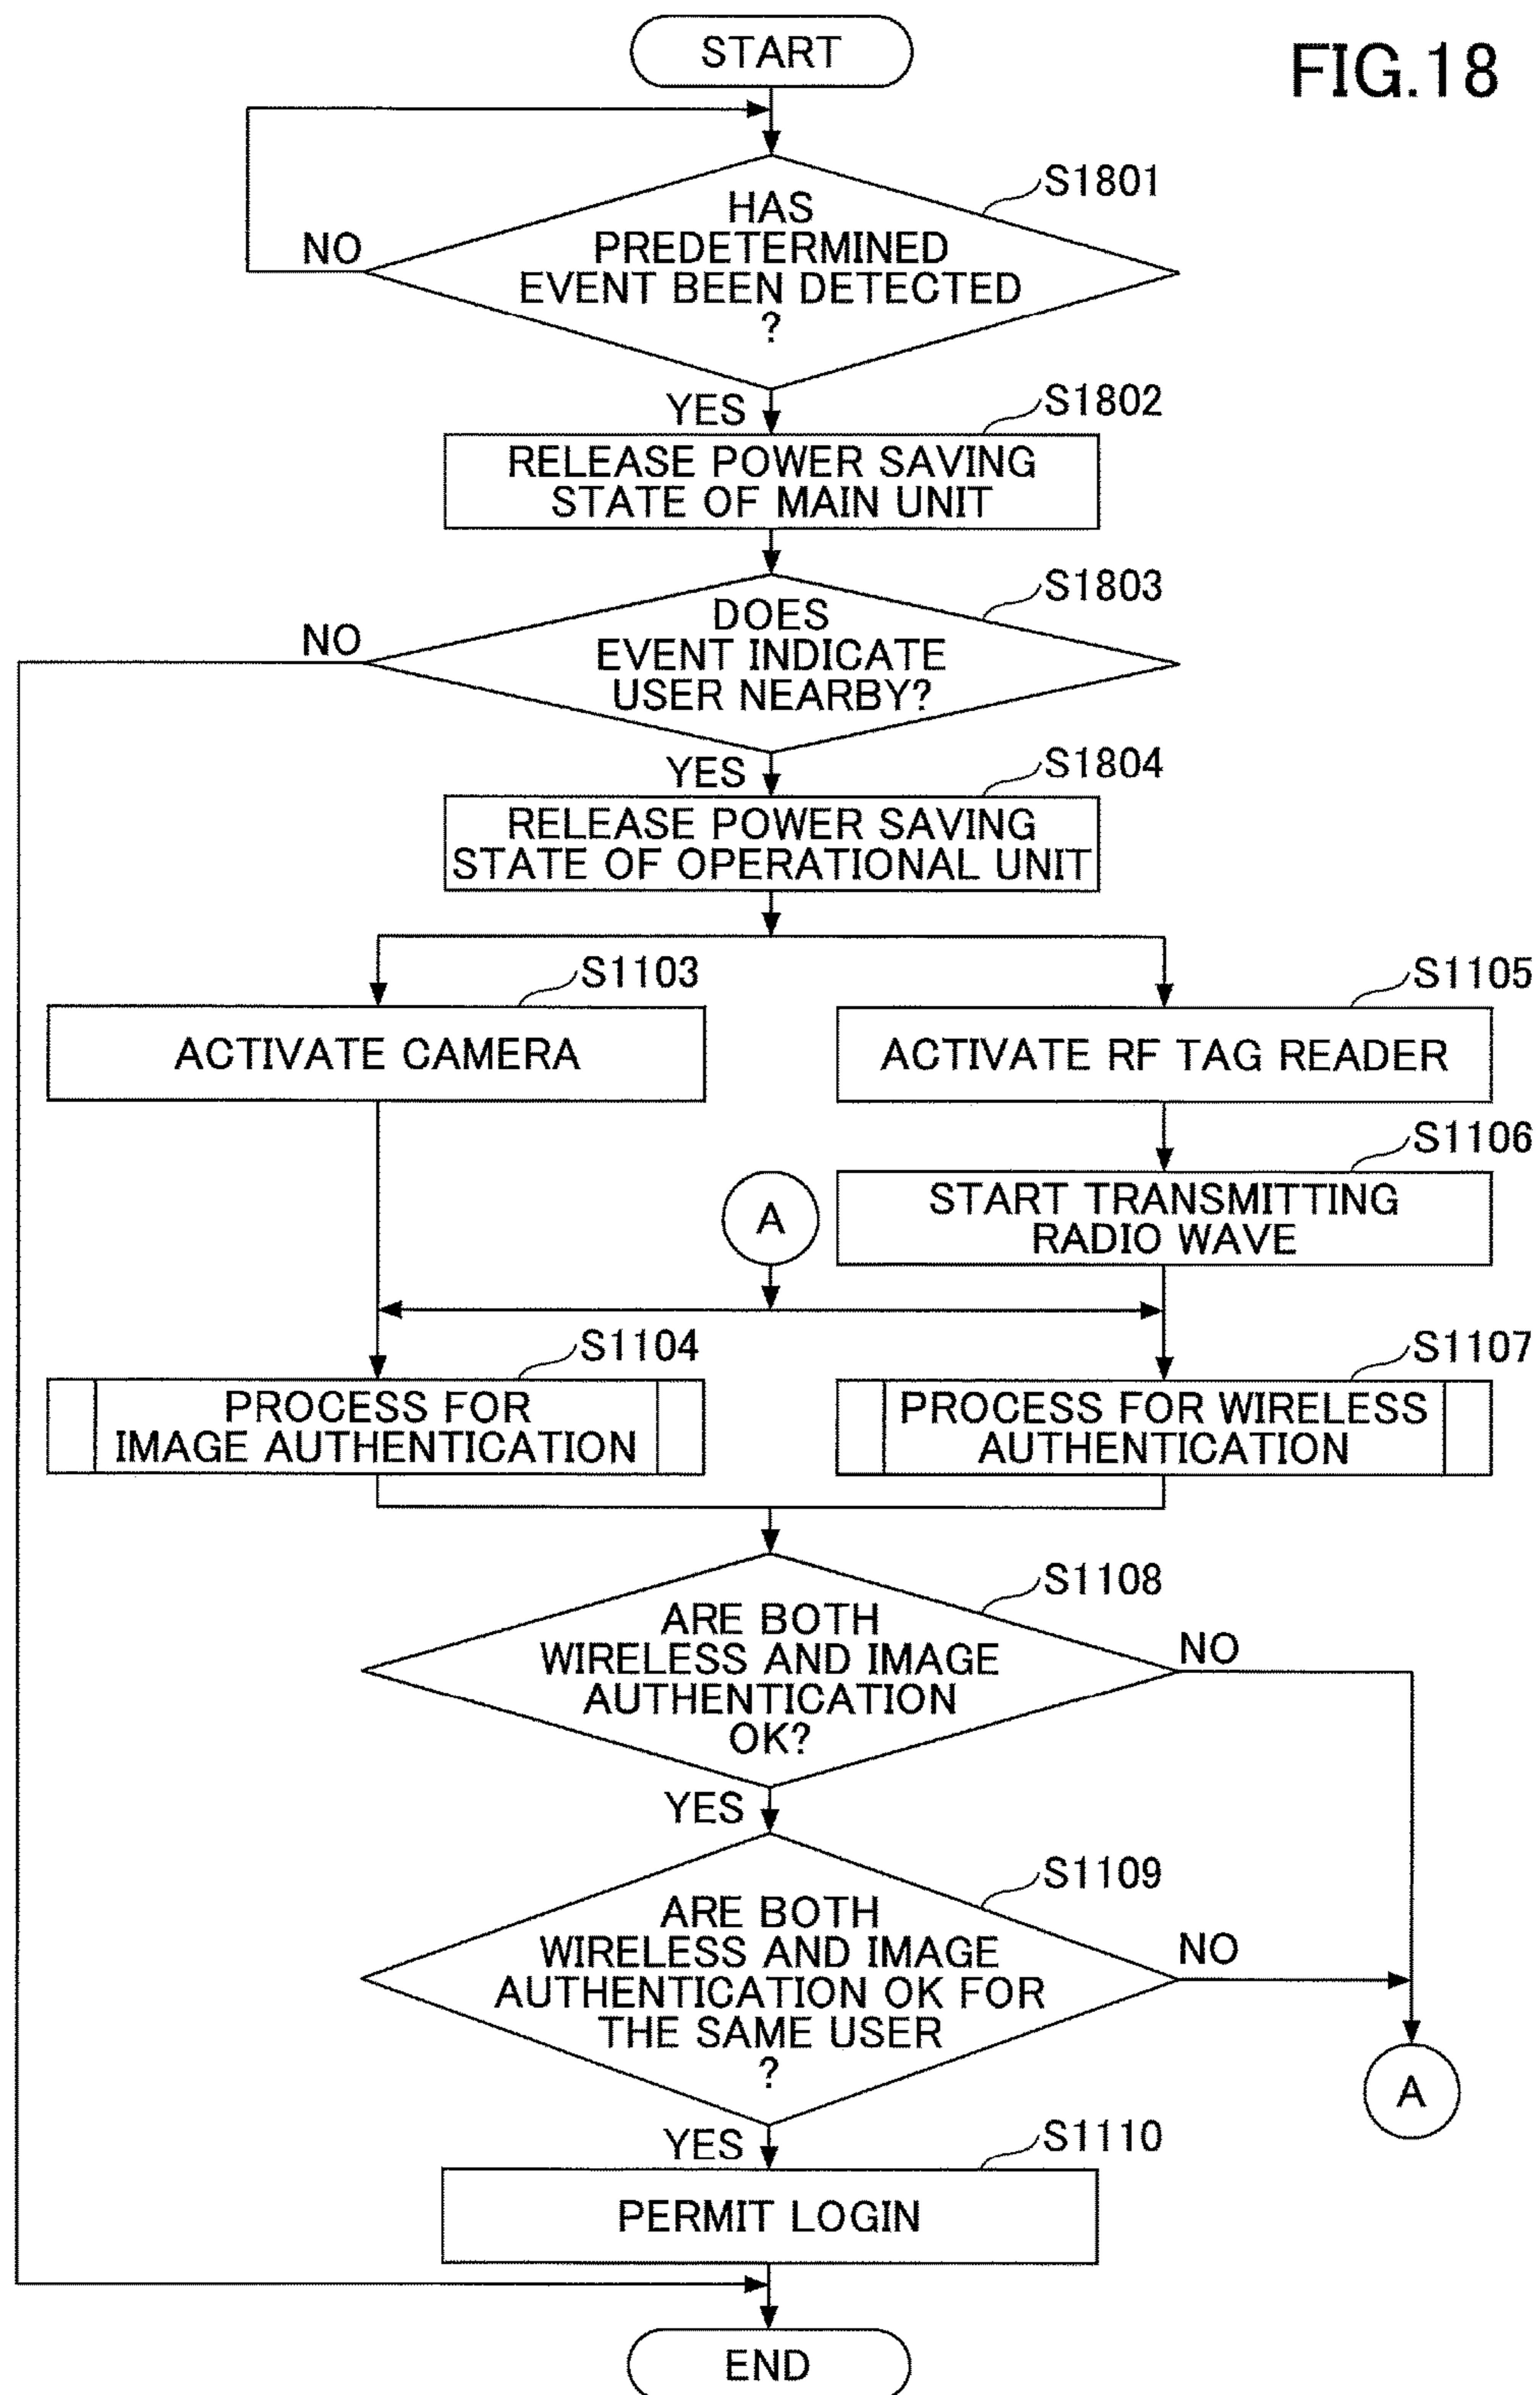 START
FIG.18
S1801
HAS
PREDETERMINED
EVENT BEEN DETECTED
?
NO
YES
S1802
RELEASE POWER SAVING
STATE OF MAIN UNIT
S1803
DOES
EVENT INDICATE
USER NEARBY?
NO
YES
S1804
RELEASE POWER SAVING
STATE OF OPERATIONAL UNIT
S1103
ACTIVATE CAMERA
S1105
ACTIVATE RF TAG READER
S1106
START TRANSMITTING
RADIO WAVE
A
S1104
PROCESS FOR
IMAGE AUTHENTICATION
S1107
PROCESS FOR WIRELESS
AUTHENTICATION
S1108
ARE BOTH
WIRELESS AND IMAGE
AUTHENTICATION
OK?
NO
YES
S1109
ARE BOTH
WIRELESS AND IMAGE
AUTHENTICATION OK FOR
THE SAME USER
?
NO
A
YES
S1110
PERMIT LOGIN
END